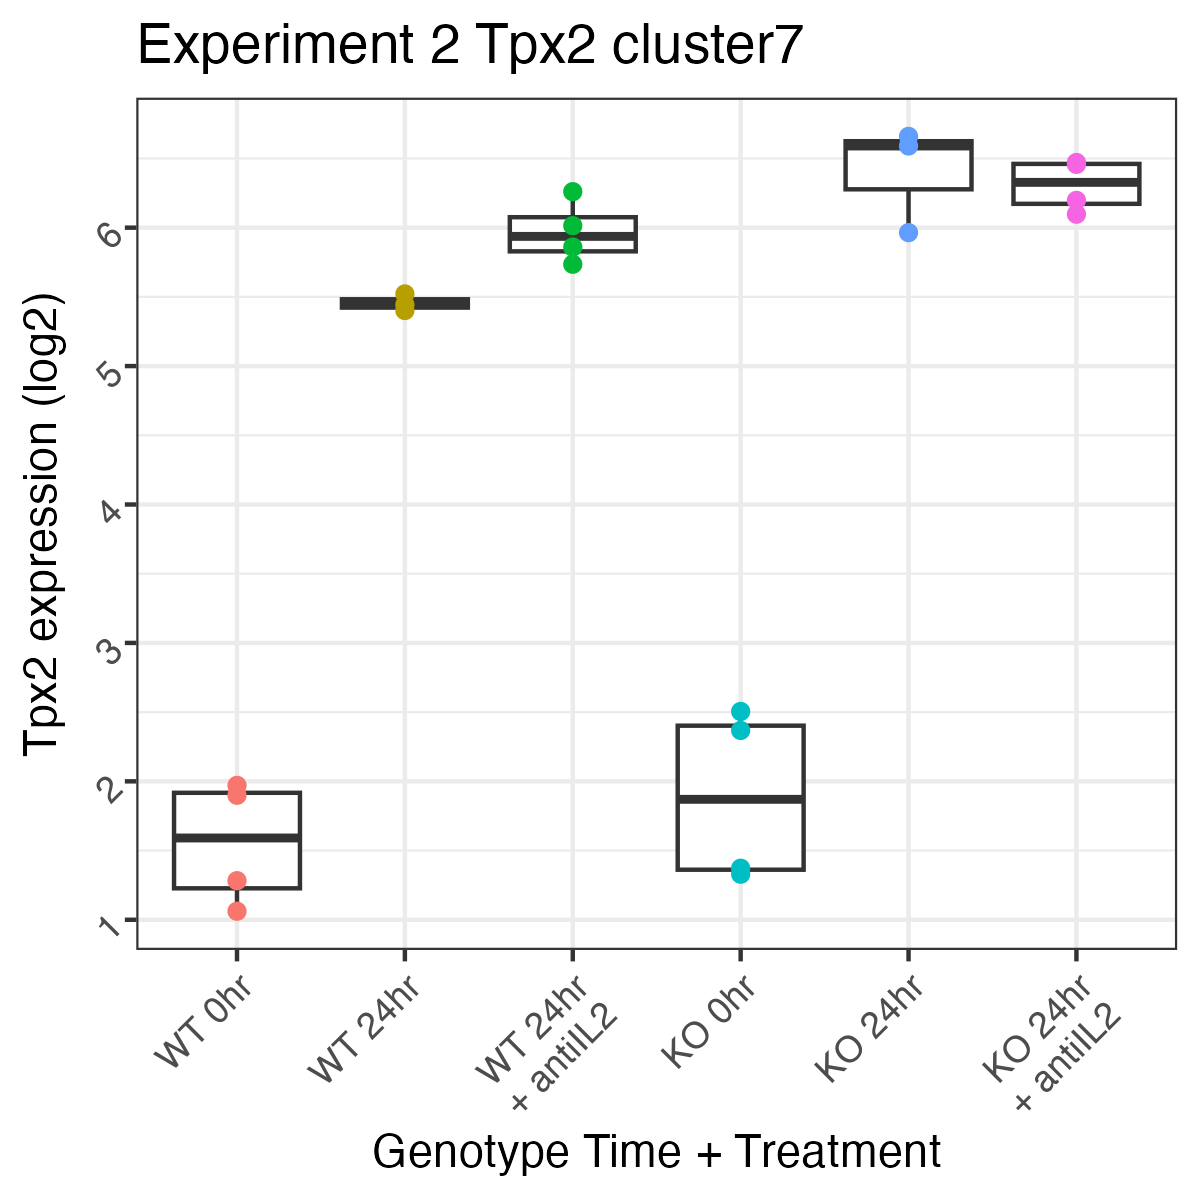 Experiment 2 Tpx2 cluster7
Tpx2 expression (log2)
6
5
4
3
2
1
WT 0hr
WT 24hr
WT 24hr
+ antiIL2
KO 0hr
KO 24hr
KO 24hr
+ antiIL2
Genotype Time + Treatment